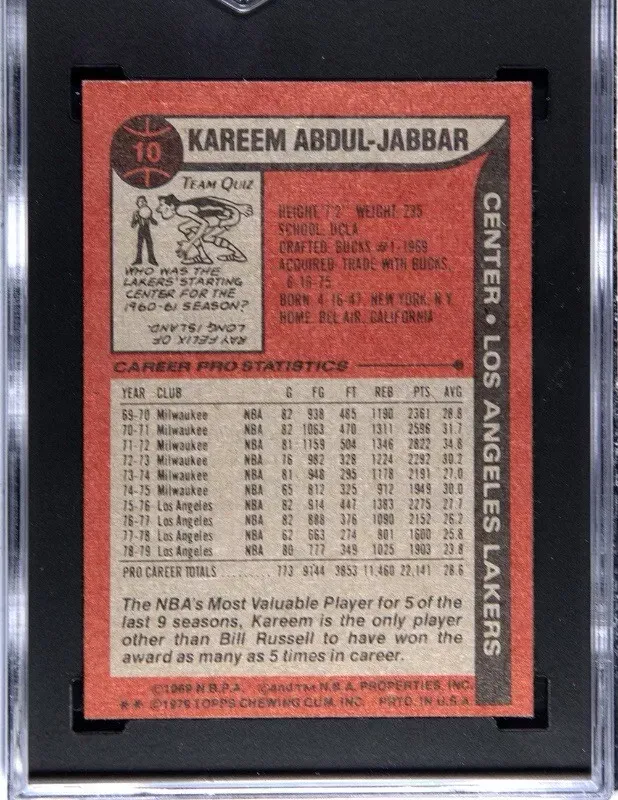 10
KAREEM ABDUL-JABBAR
CENTER • LOS ANGELES LAKERS
TEAM QUIZ
WHO WAS THE
LAKERS' STARTING
CENTER FOR THE
1960-61 SEASON?
RAY FELIX OF
LONG ISLAND.
HEIGHT: 7'2" WEIGHT: 235
SCHOOL: UCLA
DRAFTED: BUCKS #1-1969
ACQUIRED: TRADE WITH BUCKS,
6-16-75
BORN: 4-16-47, NEW YORK, N.Y.
HOME: BEL AIR, CALIFORNIA
CAREER PRO STATISTICS
YEAR CLUB G FG FT REB PTS AVG
69-70 Milwaukee NBA 82 938 485 1190 2361 28.8
70-71 Milwaukee NBA 82 1063 470 1311 2596 31.7
71-72 Milwaukee NBA 81 1159 504 1346 2822 34.8
72-73 Milwaukee NBA 76 982 328 1224 2292 30.2
73-74 Milwaukee NBA 81 948 295 1178 2191 27.0
74-75 Milwaukee NBA 65 812 325 912 1949 30.0
75-76 Los Angeles NBA 82 914 447 1383 2275 27.7
76-77 Los Angeles NBA 82 888 376 1090 2152 26.2
77-78 Los Angeles NBA 62 663 274 801 1600 25.8
78-79 Los Angeles NBA 80 777 349 1025 1903 23.8
PRO CAREER TOTALS .......... 773 9144 3853 11,460 22,141 28.6
The NBA's Most Valuable Player for 5 of the
last 9 seasons, Kareem is the only player
other than Bill Russell to have won the
award as many as 5 times in career.
©1969 N.B.P.A. © and TM N.B.A. PROPERTIES, INC.
* * ©1979 TOPPS CHEWING GUM, INC. PRTD. IN U.S.A.